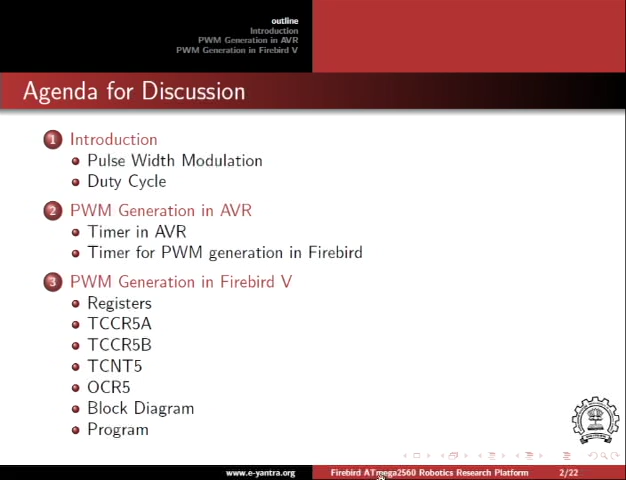 outline
Introduction
PWM Generation in AVR
PWM Generation in Firebird V
Agenda for Discussion
1 Introduction
Pulse Width Modulation
Duty Cycle
2 PWM Generation in AVR
Timer in AVR
Timer for PWM generation in Firebird
3 PWM Generation in Firebird V
Registers
TCCR5A
TCCR5B
TCNT5
OCR5
Block Diagram
Program
www.e-yantra.org Firebird ATmega2560 Robotics Research Platform 2/22